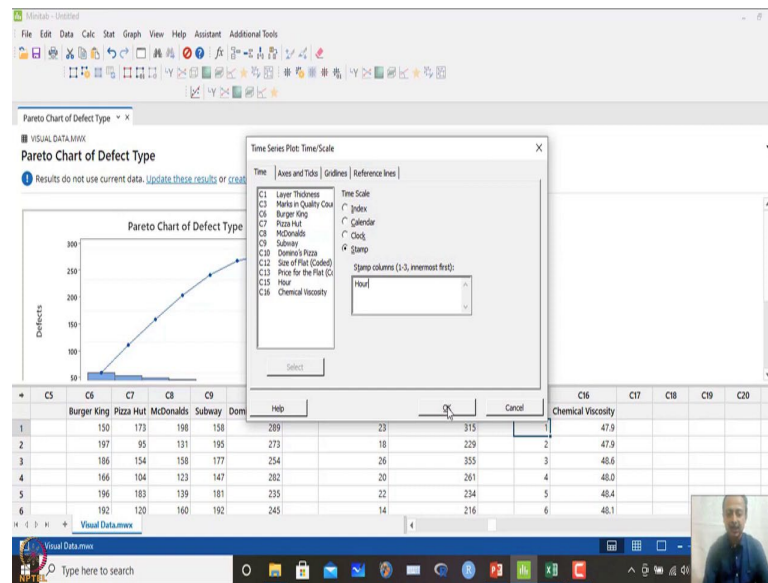 Minitab - Untitled
File Edit Data Calc Stat Graph View Help Assistant Additional Tools
Pareto Chart of Defect Type
VISUAL DATA.MWX
Pareto Chart of Defect Type
Results do not use current data. Update these results or creat
Pareto Chart of Defect Type
300
250
200
150
100
50
Defects
Time Series Plot: Time/Scale
Time Axes and Ticks Gridlines Reference lines
C1 Layer Thickness
C3 Marks in Quality Cou
C6 Burger King
C7 Pizza Hut
C8 McDonalds
C9 Subway
C10 Domino's Pizza
C12 Size of Flat (Coded)
C13 Price for the Flat (Co
C15 Hour
C16 Chemical Viscosity
Time Scale
Index
Calendar
Clock
Stamp
Stamp columns (1-3, innermost first):
Hour
Select
Help OK Cancel
C5 C6 C7 C8 C9 C16 C17 C18 C19 C20
Burger King Pizza Hut McDonalds Subway Dom Chemical Viscosity
1 150 173 198 158 289 23 315 1 47.9
2 197 95 131 195 273 18 229 2 47.9
3 186 154 158 177 254 26 355 3 48.6
4 166 104 123 147 282 20 261 4 48.0
5 196 183 139 181 235 22 234 5 48.4
6 192 120 160 192 245 14 216 6 48.1
Visual Data.mwx
Visual Data.mwx
NPTEL
Type here to search